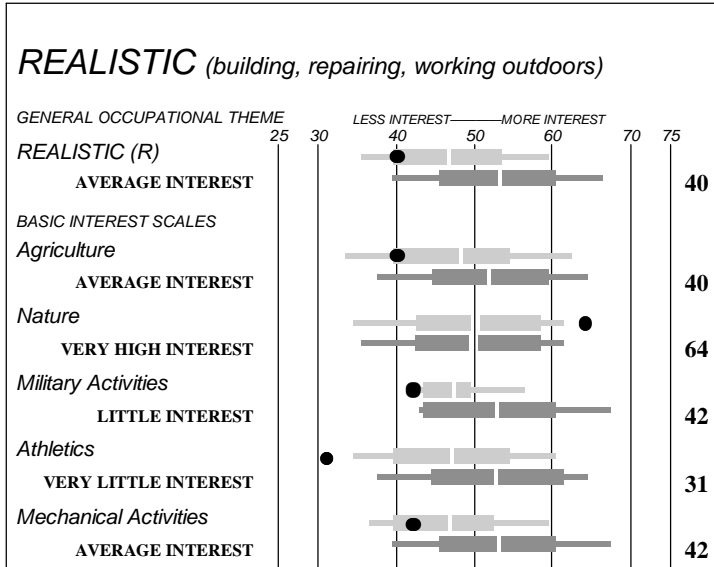 REALISTIC (building, repairing, working outdoors)
GENERAL OCCUPATIONAL THEME LESS INTEREST MORE INTEREST
25 30 40 50 60 70 75
REALISTIC (R)
AVERAGE INTEREST 40
BASIC INTEREST SCALES
Agriculture
AVERAGE INTEREST 40
Nature
VERY HIGH INTEREST 64
Military Activities
LITTLE INTEREST 42
Athletics
VERY LITTLE INTEREST 31
Mechanical Activities
AVERAGE INTEREST 42